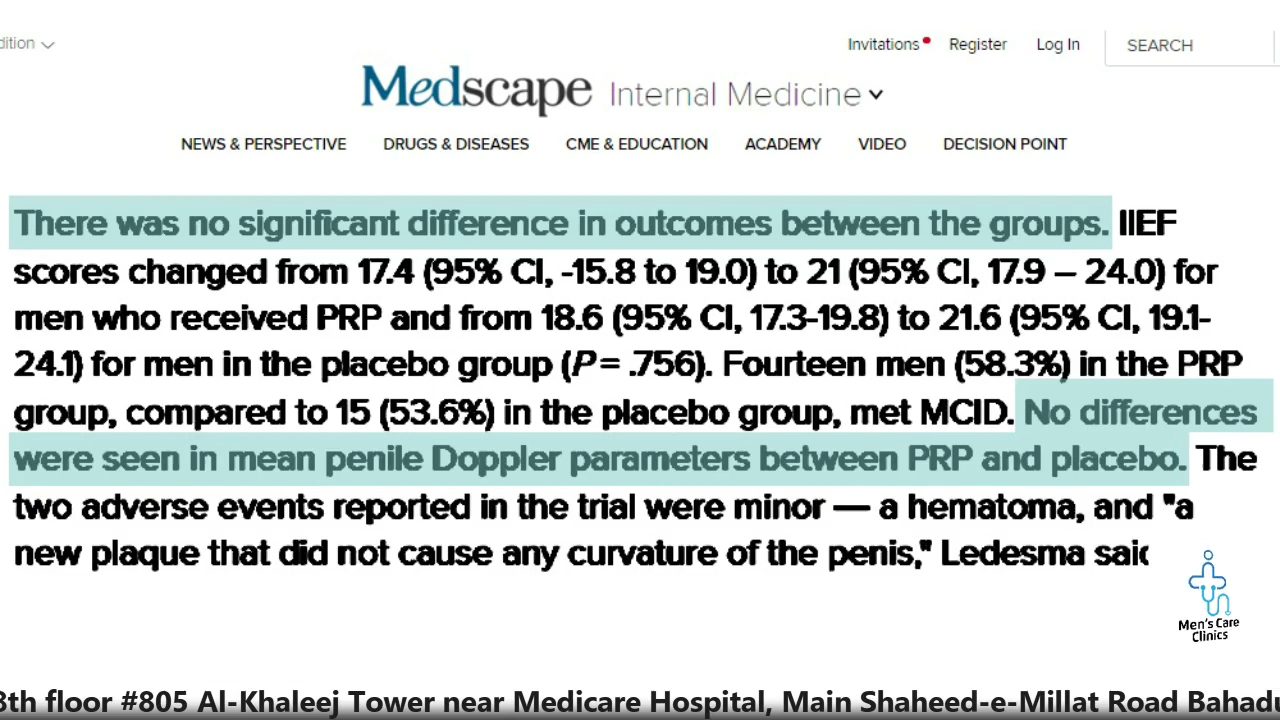 dition
Invitations Register Log In SEARCH
Medscape Internal Medicine
NEWS & PERSPECTIVE DRUGS & DISEASES CME & EDUCATION ACADEMY VIDEO DECISION POINT
There was no significant difference in outcomes between the groups. IIEF
scores changed from 17.4 (95% CI, -15.8 to 19.0) to 21 (95% CI, 17.9 – 24.0) for
men who received PRP and from 18.6 (95% CI, 17.3-19.8) to 21.6 (95% CI, 19.1-
24.1) for men in the placebo group (P = .756). Fourteen men (58.3%) in the PRP
group, compared to 15 (53.6%) in the placebo group, met MCID. No differences
were seen in mean penile Doppler parameters between PRP and placebo. The
two adverse events reported in the trial were minor — a hematoma, and "a
new plaque that did not cause any curvature of the penis," Ledesma said
Men's Care
Clinics
8th floor #805 Al-Khaleej Tower near Medicare Hospital, Main Shaheed-e-Millat Road Bahadu